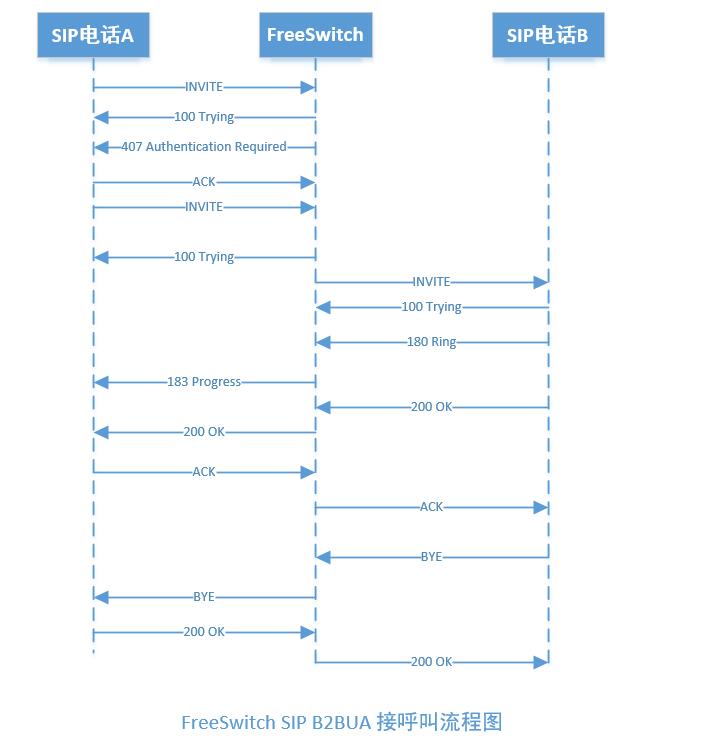 SIP电话A
FreeSwitch
SIP电话B
INVITE
100 Trying
407 Authentication Required
ACK
INVITE
100 Trying
INVITE
100 Trying
180 Ring
183 Progress
200 OK
200 OK
ACK
ACK
BYE
BYE
200 OK
200 OK
FreeSwitch SIP B2BUA 接呼叫流程图